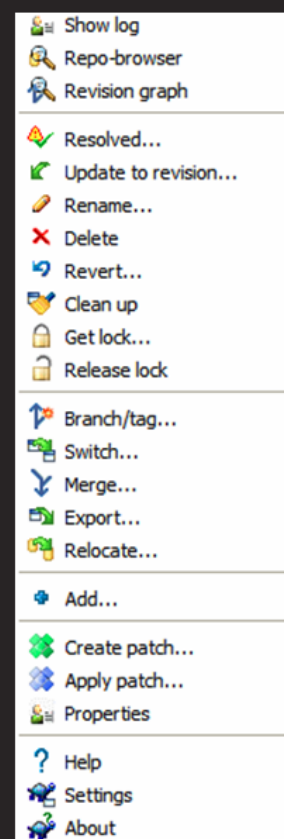 Show log
Repo-browser
Revision graph
Resolved...
Update to revision...
Rename...
Delete
Revert...
Clean up
Get lock...
Release lock
Branch/tag...
Switch...
Merge...
Export...
Relocate...
Add...
Create patch...
Apply patch...
Properties
Help
Settings
About